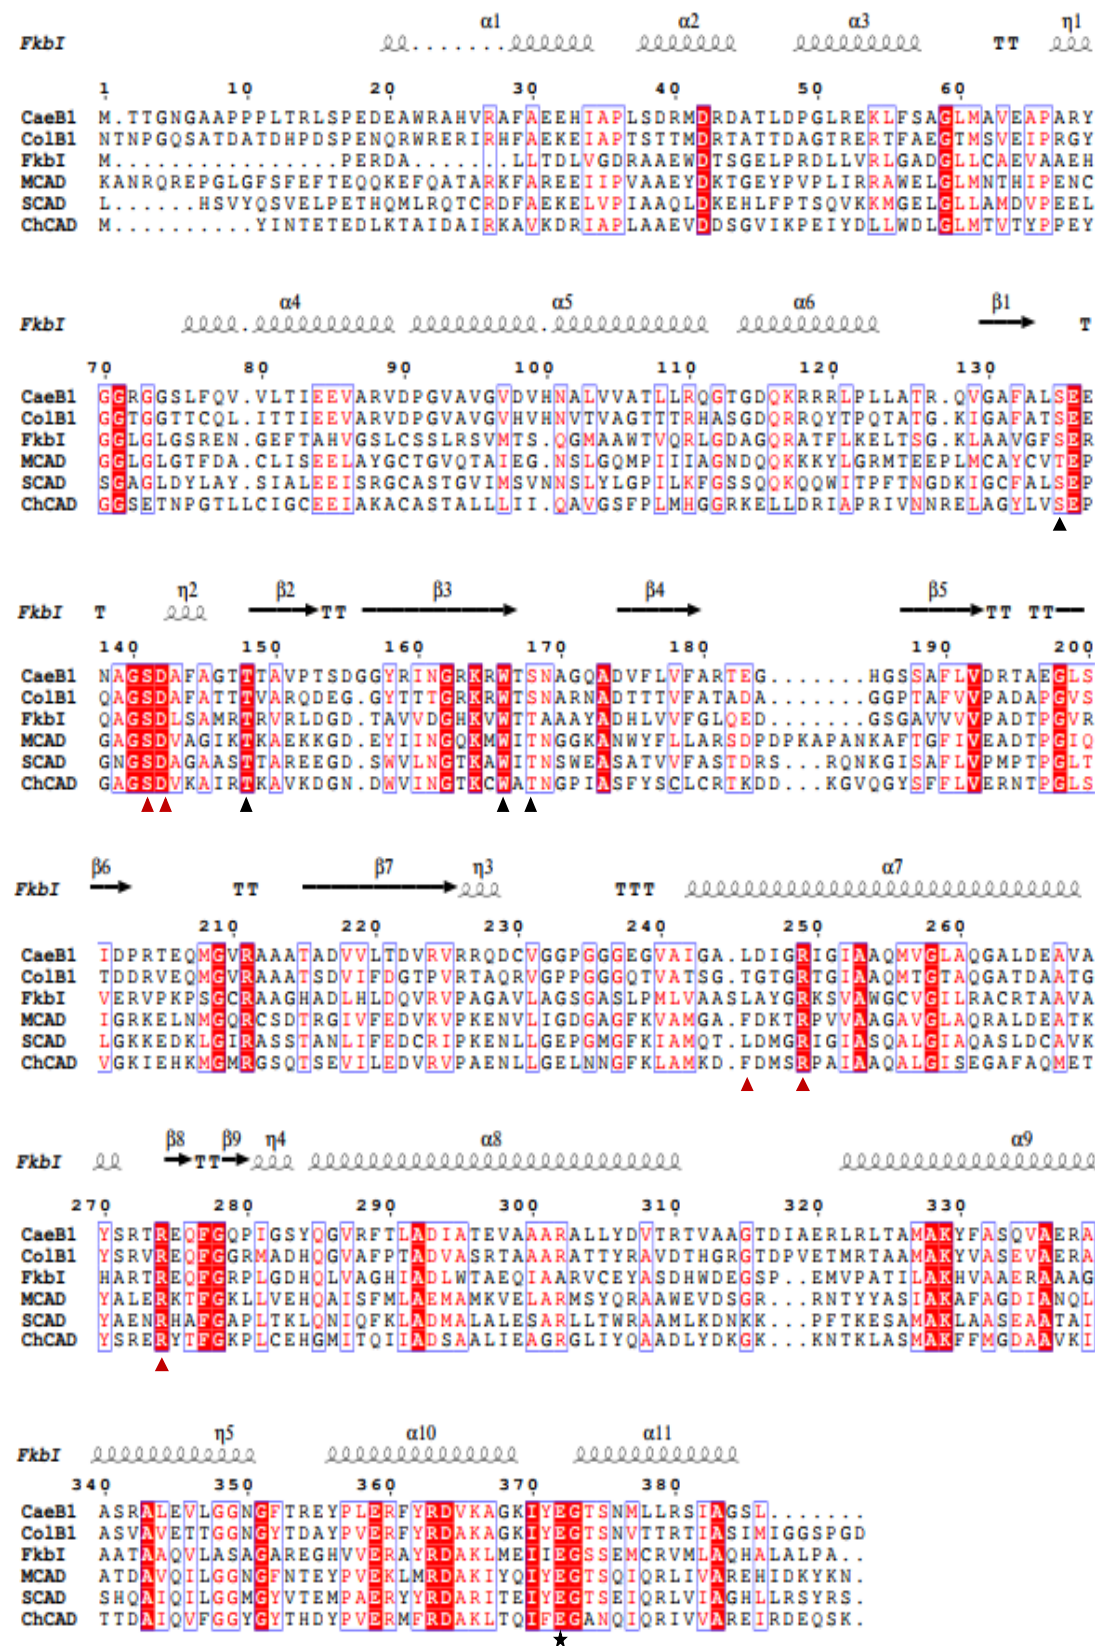 α1 α2 α3 η1
FkbI TT
1 10 20 30 40 50 60
CaeB1 M.TTGNGAAPPPLTRLSPEDEAWRAHVRAFAEEHIAPLSDRMDRDATLDPGLREKLFSAGLMAVEAPARY
ColB1 NTNPGQSATDATDHPDSPENQRWRERIRHFAEKEIAPTSTTMDRTATTDAGTRERTFAEGTMSVEIPRGY
FkbI M................PERDA.......LLTDLVGDRAAEWDTSGELPRDLLVRLGADGLLCAEVAAEH
MCAD KANRQREPGLGFSFEFTEQQKEFQATARKFAREEIIPVAAEYDKTGEYPVPLIRRAWELGLMNTHIPENC
SCAD L......HSVYQSVELPETHQMLRQTCRDFAEKELVPIAAQLDKEHLFPTSQVKKMGELGLLAMDVPEEL
ChCAD M..........YINTETEDLKTAIDAIRKAVKDRIAPLAAEVDDSGVIKPEIYDLLWDLGLMTVTYPPEY
α4 α5 α6 β1
FkbI T
70 80 90 100 110 120 130
CaeB1 GGRGGSLFQV.VLTIEEVARVDPGVAVGVDVHNALVVATLLRQGTGDQKRRRLPLLATR.QVGAFALSEE
ColB1 GGTGGTTCQL.ITTIEEVARVDPGVAVGVHVHNTVTVAGTTTRHASGDQRQYTPQTATG.KIGAFATSEQ
FkbI GGLGLGSREN.GEFTAHVGSLCSSLRSVMTS.QGMAAWTVQRLGDAGQRATFLKELTSG.KLAAVGFSER
MCAD GGLGLGTFDA.CLISEELAYGCTGVQTAIEG.NSLGQMPIIIAGNDQQKKKYLGRMTEEPLMCAYCVTEP
SCAD SGAGLDYLAY.SIALEEISRGCASTGVIMSVNNSLYLGPILKFGSSQQKQQWITPFTNGDKIGCFALSEP
ChCAD GGSETNPGTLLCIGCEEIAKACASTALLLII.QAVGSFPLMHGGRKELLDRIAPRIVNNRELAGYLVSEP
η2 β2 β3 β4 β5
FkbI T TT TT TT
140 150 160 170 180 190 200
CaeB1 NAGSDAFAGTTTAVPTSDGGYRINGRKRWTSNAGQADVFLVFARTEG.......HGSSAFLVDRTAEGLS
ColB1 QAGSDAFATTTVARQDEG.GYTTTGRKRWTSNARNADTTTVFATADA.......GGPTAFVVPADAPGVS
FkbI QAGSDLSAMRTRVRLDGD.TAVVDGHKVWTTAAAYADHLVVFGLQED.......GSGAVVVVPADTPGVR
MCAD GAGSDVAGIKTKAEKKGD.EYIINGQKMWITNGGKANWYFLLARSDPDPKAPANKAFTGFIVEADTPGIQ
SCAD GNGSDAGAASTTAREEGD.SWVLNGTKAWITNSWEASATVVFASTDRS...RQNKGISAFLVPMPTPGLT
ChCAD GAGSDVKAIRTKAVKDGN.DWVINGTKCWATNGPIASFYSCLCRTKDD...KGVQGYSFFLVERNTPGLS
β6 β7 η3 α7
FkbI TT TTT
210 220 230 240 250 260
CaeB1 IDPRTEQMGVRAAATADVVLTDVRVRRQDCVGGPGGGEGVAIGA.LDIGRIGIAAQMVGLAQGALDEAVA
ColB1 TDDRVEQMGVRAAATSDVIFDGTPVRTAQRVGPPGGGQTVATGS.TGTGRTGIAAQMTGTAQGATDAATG
FkbI VERVPKPSGCRAAGHADLHLDQVRVPAGAVLAGSGASLPMLVAASLAYGRKSVAWGCVGILRACRTAAVA
MCAD IGRKELNMGQRCSDTRGIVFEDVKVPKENVLIGDGAGFKVAMGA.FDKTRPVVAAGAVGLAQRALDEATK
SCAD LGKKEDKLGIRASSTANLIFEDCRIPKENLLGEPGMGFKIAMQT.LDMGRIGIASQALGIAQASLDCAVK
ChCAD VGKIEHKMGMRGSQTSEVILEDVRVPAENLLGELNNGFKLAMKD.FDMSRPAIAAQALGISEGAFAQMET
β8 β9 η4 α8 α9
FkbI TT
270 280 290 300 310 320 330
CaeB1 YSRTREQFGQPIGSYQGVRFTLADIATEVAAARALLYDVTRTVAAGTDIAERLRLTAMAKYFASQVAERA
ColB1 YSRVREQFGRRMADHQGVAFPTADVASRTAAARATTYRAVDTHGRGTDPVETMRTAAMAKYVASEVAERA
FkbI HARTREQFGRPLGDHQLVAGHIADLWTAEQIAARVCEYASDHWDEGSP..EMVPATILAKHVAAERAAAG
MCAD YALERKTFGKLLVEHQAISFMLAEMAMKVELARMSYQRAAWEVDSGR...RNTYYASIAKAFAGDIANQL
SCAD YAENRHAFGAPLTKLQNIQFKLADMALALESARLLTWRAAMLKDNKK...PFTKESAMAKLAASEAATAI
ChCAD YSRERYTFGKPLCEHGMITQIIADSAALIEAGRGLIYQAADLYDKGK...KNTKLASMAKFFMGDAAVKI
η5 α10 α11
FkbI
340 350 360 370 380
CaeB1 ASRALEVLGGNGFTREYPLERFYRDVKAGKIYEGTSNMLLRSIAGSL.......
ColB1 ASVAVETTGGNGYTDAYPVERFYRDAKAGKIYEGTSNVTTRTIASIMIGGSPGD
FkbI AATAAQVLASAGAREGHVVERAYRDAKLMEIIEGSSEMCRVMLAQHALALPA..
MCAD ATDAVQILGGNGFNTEYPVEKLMRDAKIYQIYEGTSQIQRLIVAREHIDKYKN.
SCAD SHQAIQILGGMGYVTEMPAERYYRDARITEIYEGTSEIQRLVIAGHLLRSYRS.
ChCAD TTDAIQVFGGYGYTHDYPVERMFRDAKLTQIFEGANQIQRIVVAREIRDEQSK.